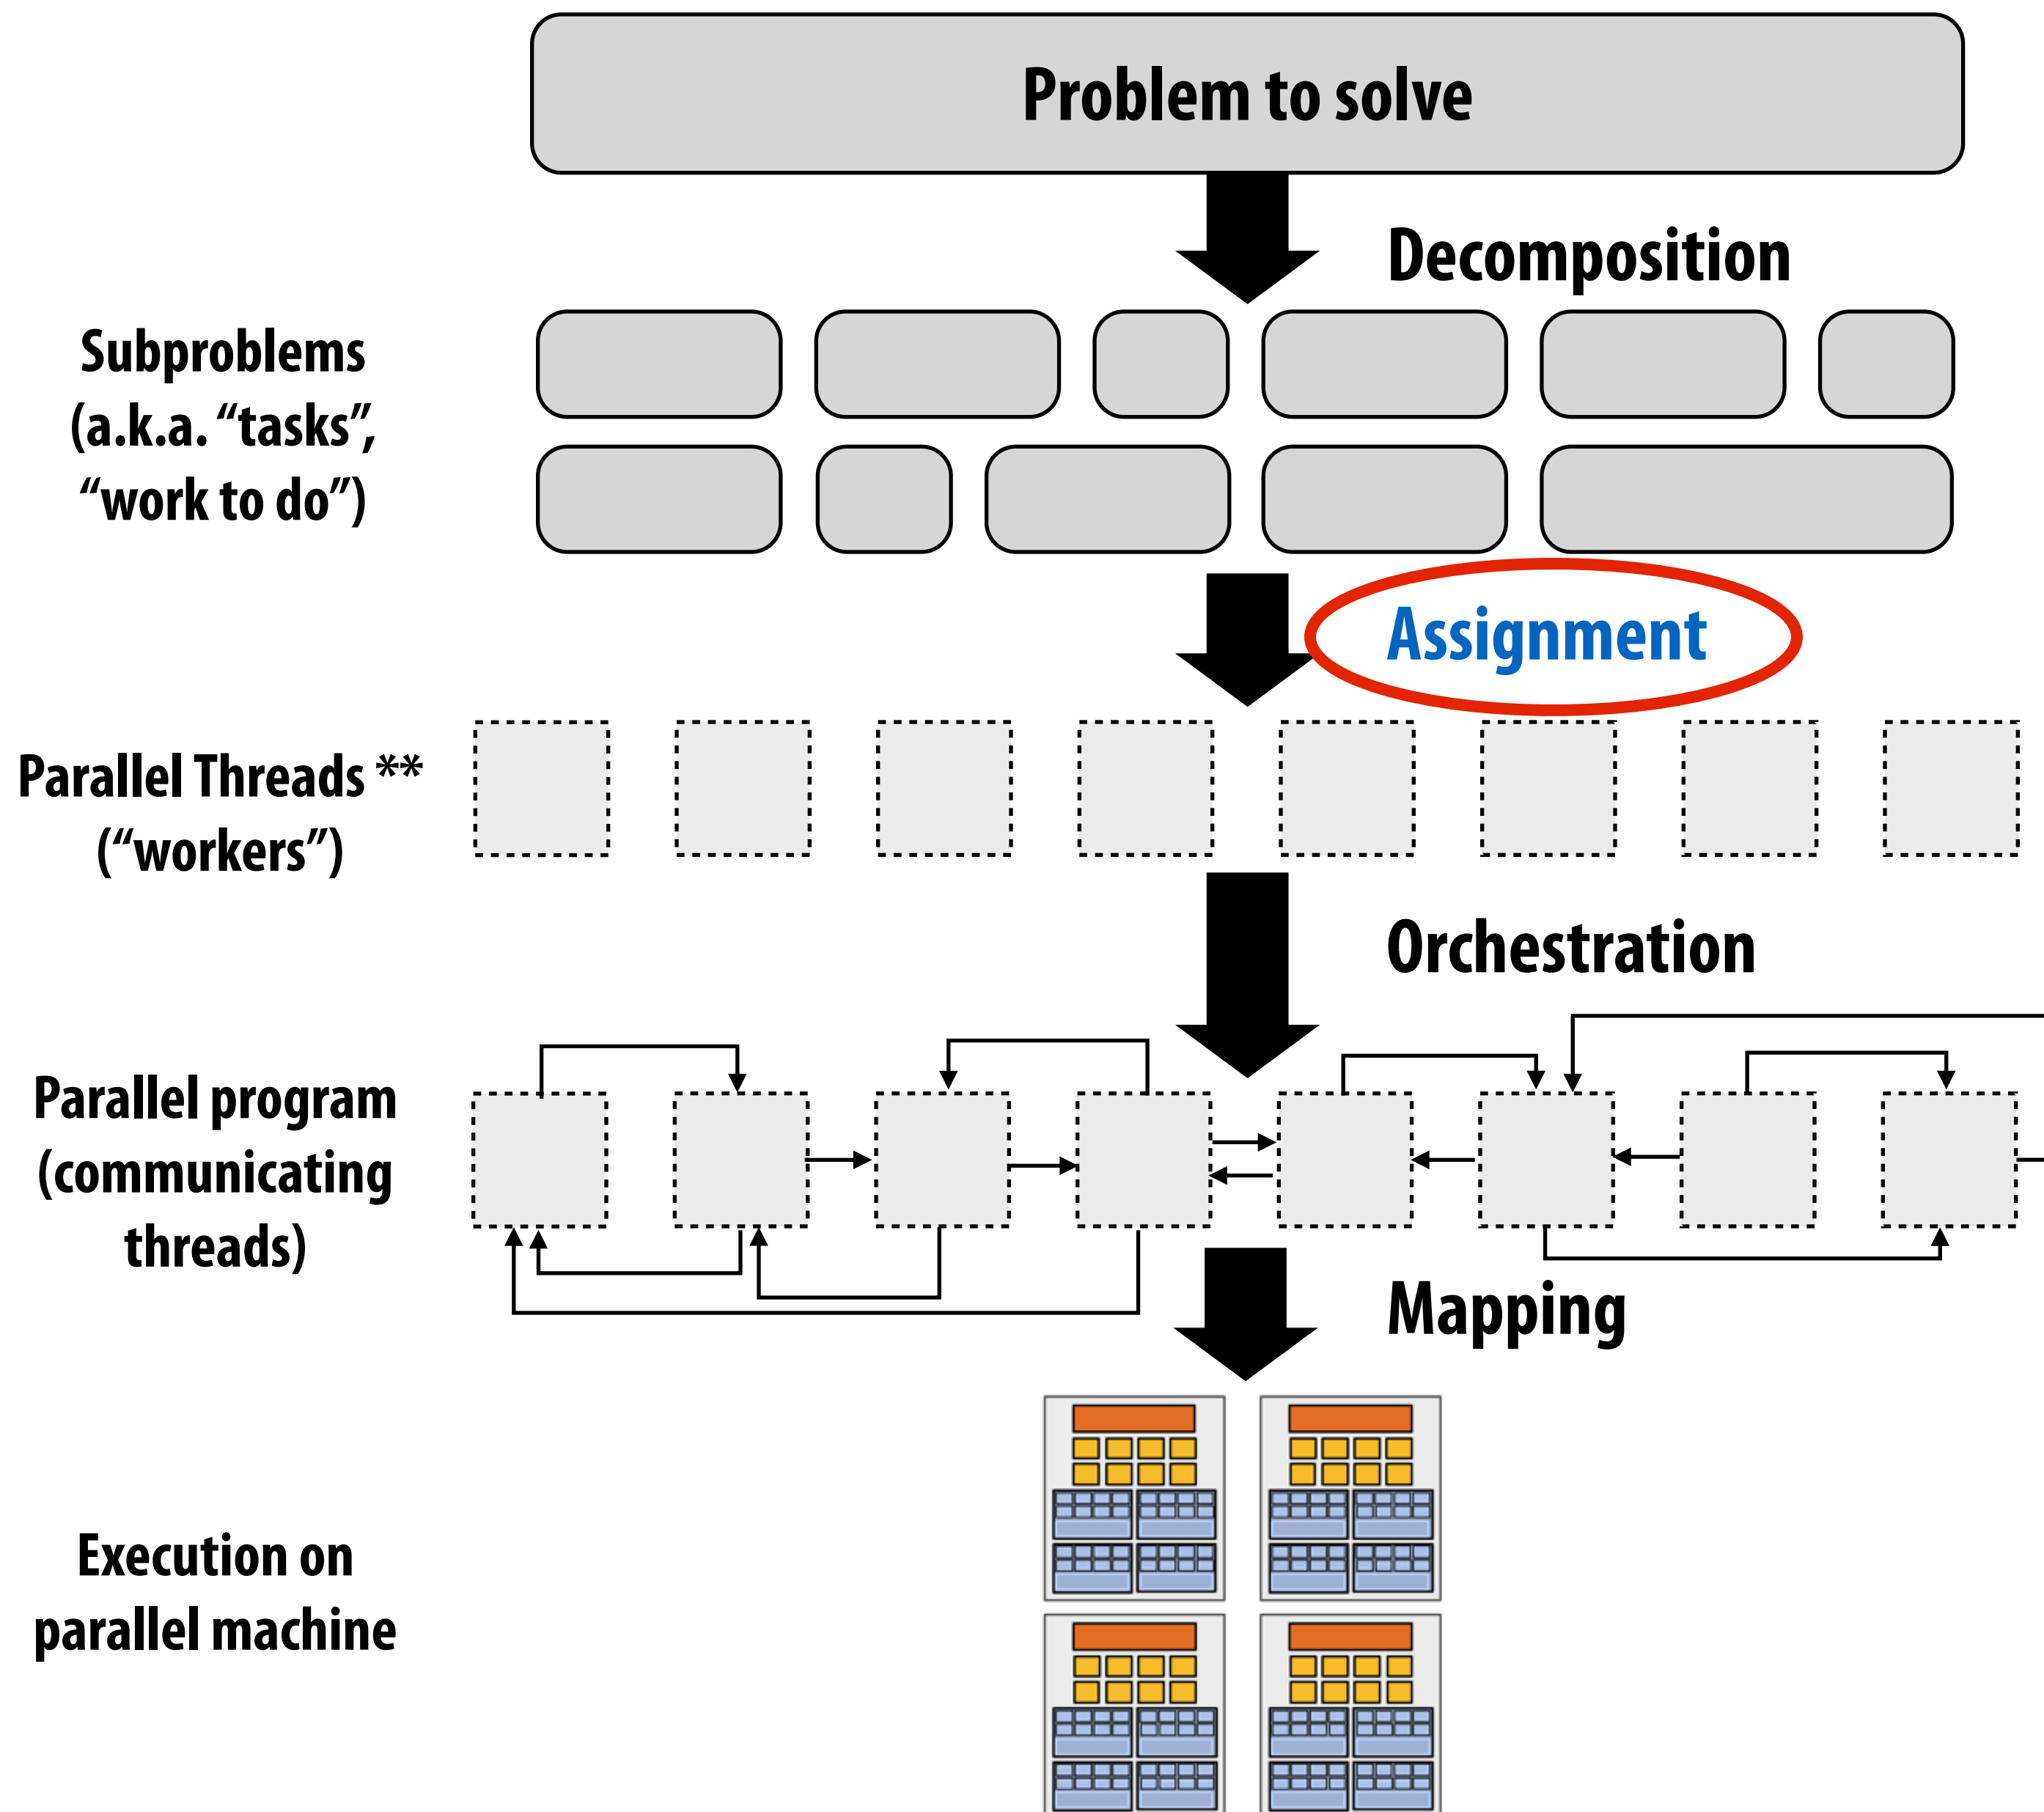 Problem to solve
Decomposition
Subproblems
(a.k.a. “tasks”,
“work to do”)
Assignment
Parallel Threads **
(“workers”)
Orchestration
Parallel program
(communicating
threads)
Mapping
Execution on
parallel machine